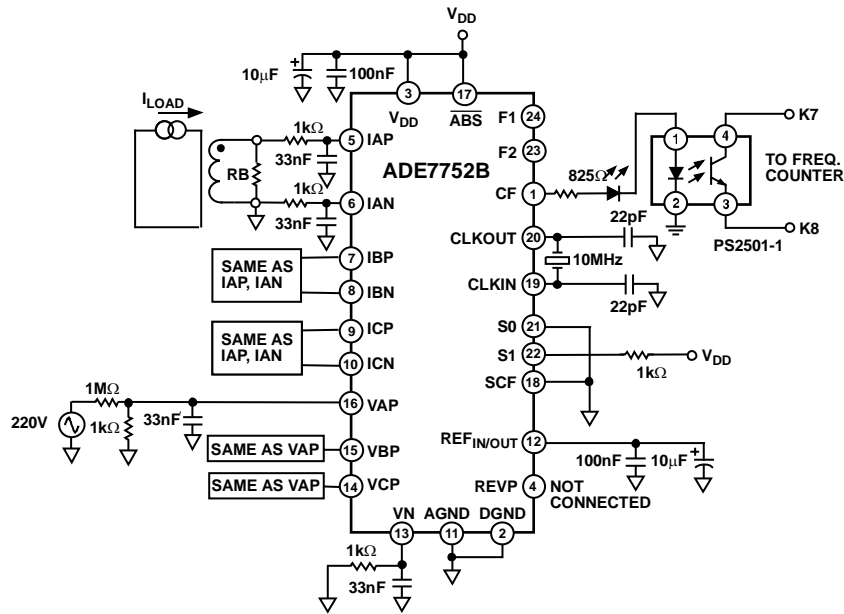 VDD
10µF
+
100nF
3
17
VDD
ABS
ILOAD
1kΩ
5
IAP
33nF
RB
1kΩ
6
IAN
33nF
ADE7752B
F1
24
F2
23
CF
1
825Ω
1
4
K7
TO FREQ.
COUNTER
2
3
K8
PS2501-1
22pF
CLKOUT
20
10MHz
CLKIN
19
22pF
SAME AS
IAP, IAN
7
IBP
8
IBN
SAME AS
IAP, IAN
9
ICP
10
ICN
S0
21
S1
22
VDD
1kΩ
SCF
18
1MΩ
220V
1kΩ
33nF
16
VAP
SAME AS VAP
15
VBP
SAME AS VAP
14
VCP
REFIN/OUT
12
100nF
10µF
+
REVP
4
NOT
CONNECTED
VN
AGND
DGND
13
11
2
1kΩ
33nF